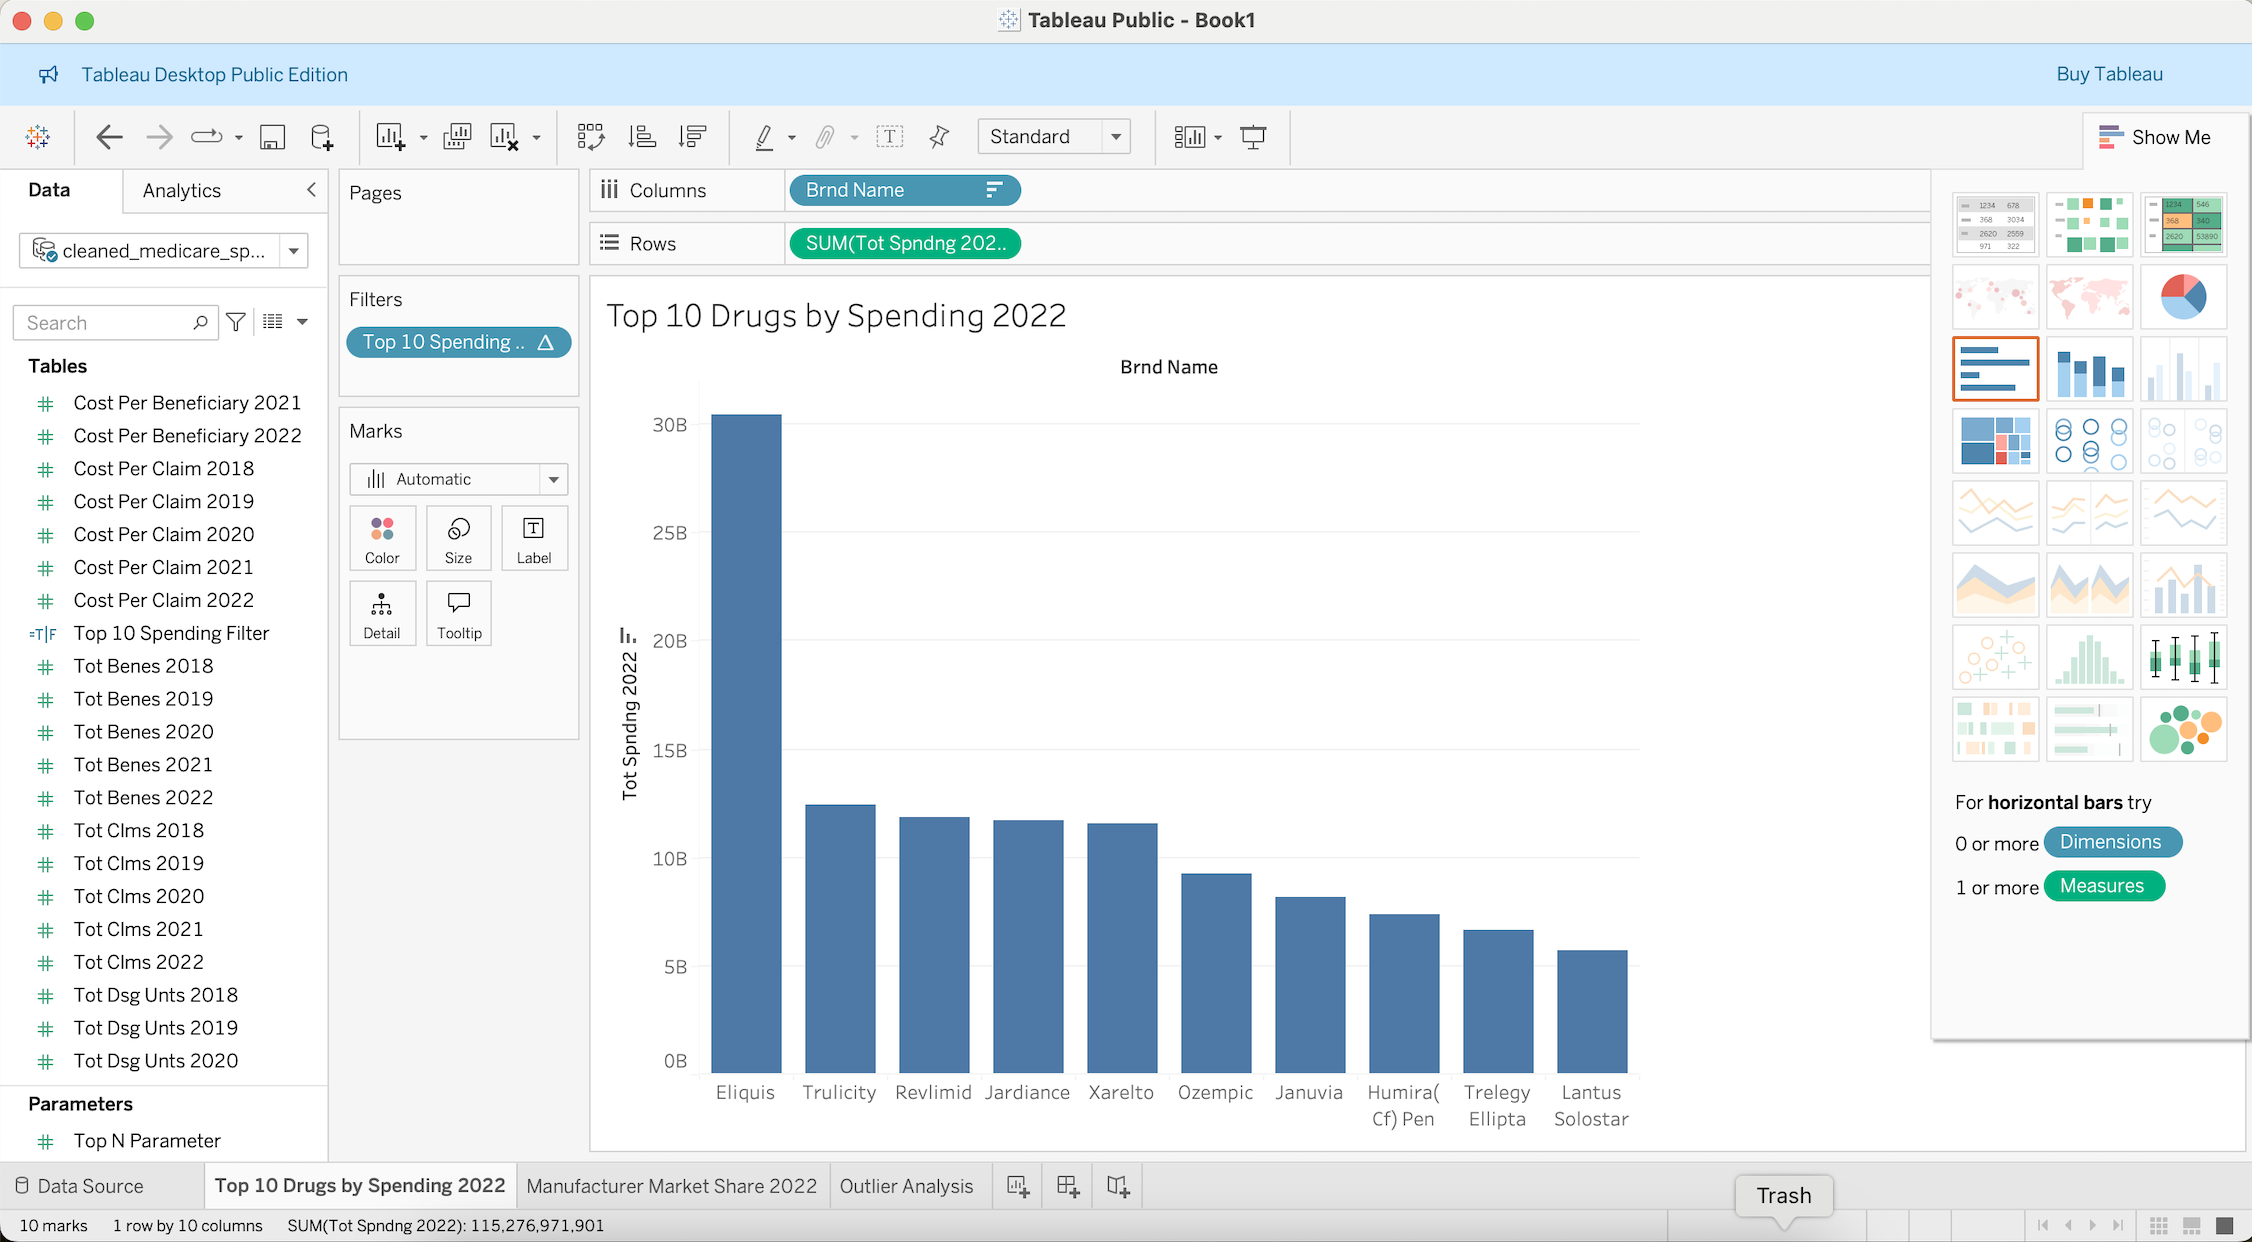 Tableau Public - Book1
Tableau Desktop Public Edition
Buy Tableau
Standard
Show Me
Data
Analytics
cleaned_medicare_sp...
Search
Tables
Cost Per Beneficiary 2021
Cost Per Beneficiary 2022
Cost Per Claim 2018
Cost Per Claim 2019
Cost Per Claim 2020
Cost Per Claim 2021
Cost Per Claim 2022
=T|F Top 10 Spending Filter
Tot Benes 2018
Tot Benes 2019
Tot Benes 2020
Tot Benes 2021
Tot Benes 2022
Tot Clms 2018
Tot Clms 2019
Tot Clms 2020
Tot Clms 2021
Tot Clms 2022
Tot Dsg Unts 2018
Tot Dsg Unts 2019
Tot Dsg Unts 2020
Parameters
Top N Parameter
Pages
Filters
Top 10 Spending ..
Marks
Automatic
Color
Size
Label
Detail
Tooltip
Columns
Brnd Name
Rows
SUM(Tot Spndng 202..
Top 10 Drugs by Spending 2022
Brnd Name
Tot Spndng 2022
30B
25B
20B
15B
10B
5B
0B
Eliquis
Trulicity
Revlimid
Jardiance
Xarelto
Ozempic
Januvia
Humira(
Cf) Pen
Trelegy
Ellipta
Lantus
Solostar
1234 678
368 3034
2620 2559
971 322
1234 546
368 340
2620 53890
For horizontal bars try
0 or more Dimensions
1 or more Measures
Data Source
Top 10 Drugs by Spending 2022
Manufacturer Market Share 2022
Outlier Analysis
Trash
10 marks
1 row by 10 columns
SUM(Tot Spndng 2022): 115,276,971,901